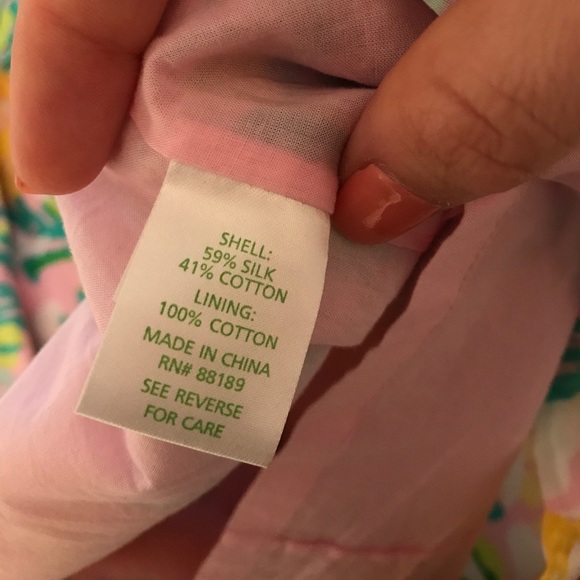 SHELL:
59% SILK
41% COTTON
LINING:
100% COTTON
MADE IN CHINA
RN# 88189
SEE REVERSE
FOR CARE